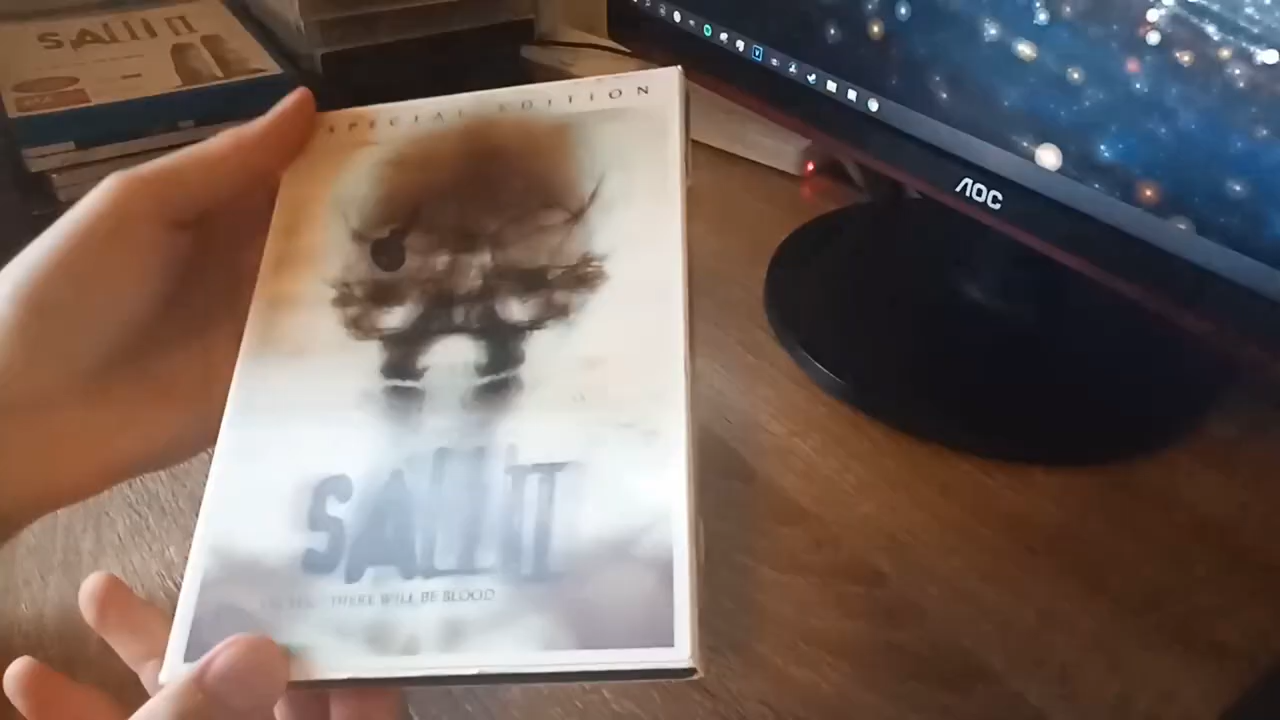 SAW II
SPECIAL EDITION
AOC
SAW II
THERE WILL BE BLOOD